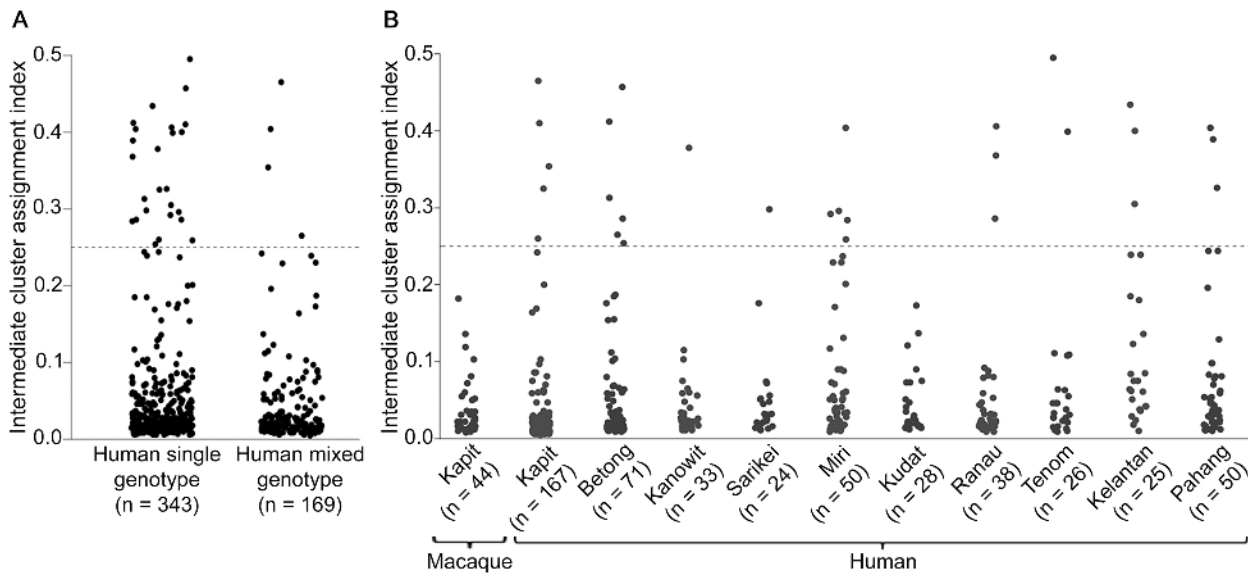 A
Intermediate cluster assignment index
0.5
0.4
0.3
0.2
0.1
0.0
Human single
genotype
(n = 343)
Human mixed
genotype
(n = 169)
B
Intermediate cluster assignment index
0.5
0.4
0.3
0.2
0.1
0.0
Kapit
(n = 44)
Kapit
(n = 167)
Betong
(n = 71)
Kanowit
(n = 33)
Sarikei
(n = 24)
Miri
(n = 50)
Kudat
(n = 28)
Ranau
(n = 38)
Tenom
(n = 26)
Kelantan
(n = 25)
Pahang
(n = 50)
Macaque
Human